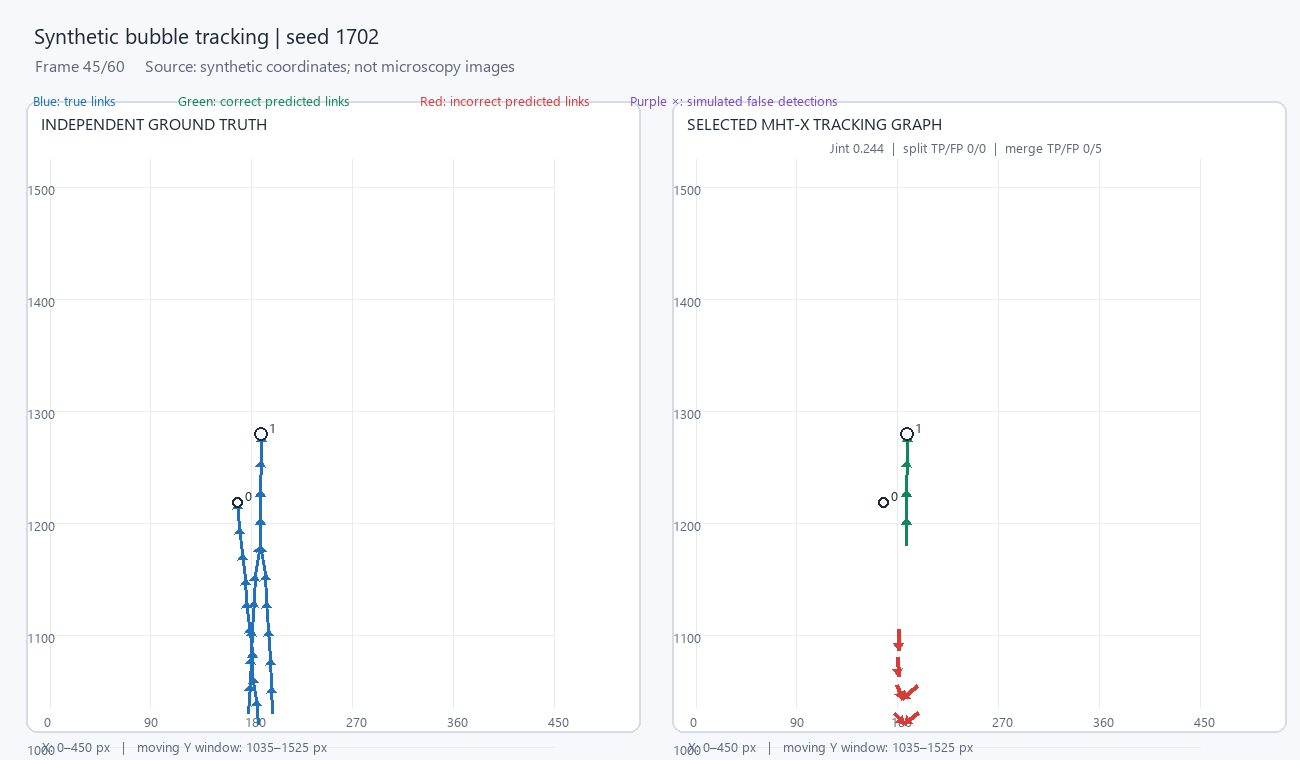 Synthetic bubble tracking | seed 1702
Frame 45/60 Source: synthetic coordinates; not microscopy images
Blue: true links Green: correct predicted links Red: incorrect predicted links Purple ×: simulated false detections
INDEPENDENT GROUND TRUTH
1500
1400
1300
1
0
1200
1100
0 90 180 270 360 450
1000
X: 0–450 px | moving Y window: 1035–1525 px
SELECTED MHT-X TRACKING GRAPH
Jint 0.244 | split TP/FP 0/0 | merge TP/FP 0/5
1500
1400
1300
1
0
1200
1100
0 90 180 270 360 450
1000
X: 0–450 px | moving Y window: 1035–1525 px